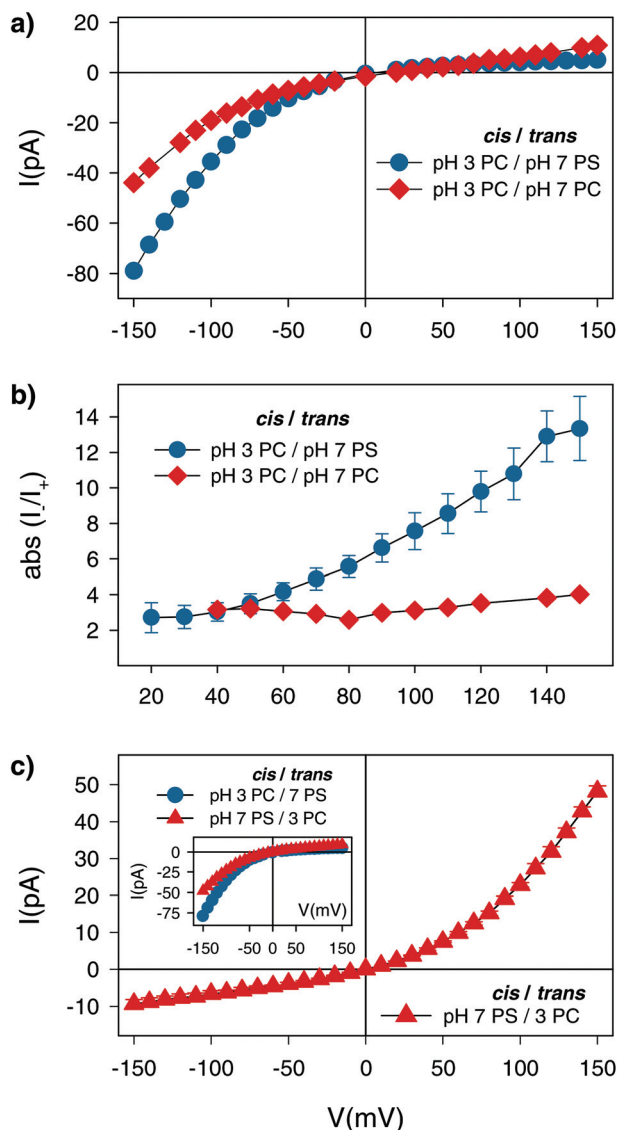 a)
20
0
-20
-40
-60
-80
I(pA)
cis / trans
pH 3 PC / pH 7 PS
pH 3 PC / pH 7 PC
-150 -100 -50 0 50 100 150
b)
14
12
10
8
6
4
2
abs (I-/I+)
cis / trans
pH 3 PC / pH 7 PS
pH 3 PC / pH 7 PC
20 40 60 80 100 120 140
c)
50
40
30
20
10
0
-10
I(pA)
cis / trans
pH 3 PC / 7 PS
pH 7 PS / 3 PC
0
-25
-50
-75
I(pA)
V(mV)
-150 -50 0 50 150
cis / trans
pH 7 PS / 3 PC
-150 -100 -50 0 50 100 150
V(mV)